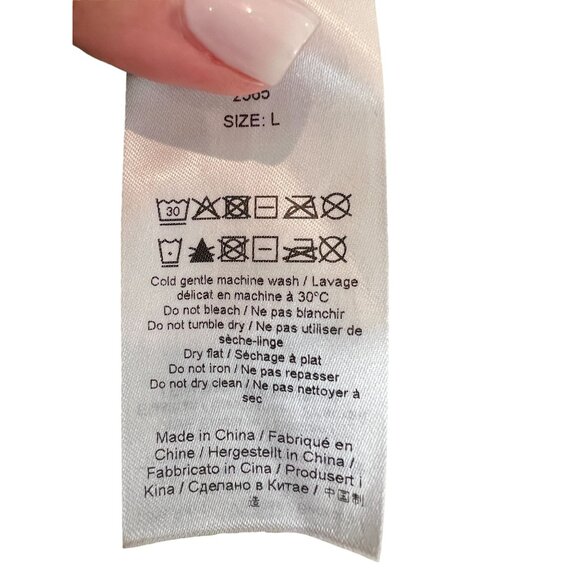 2565
SIZE: L
30
Cold gentle machine wash / Lavage
délicat en machine à 30°C
Do not bleach / Ne pas blanchir
Do not tumble dry / Ne pas utiliser de
sèche-linge
Dry flat / Séchage à plat
Do not iron / Ne pas repasser
Do not dry clean / Ne pas nettoyer à
sec
Made in China / Fabriqué en
Chine / Hergestellt in China /
Fabbricato in Cina / Produsert i
Kina / Сделано в Китае / 中国制
造